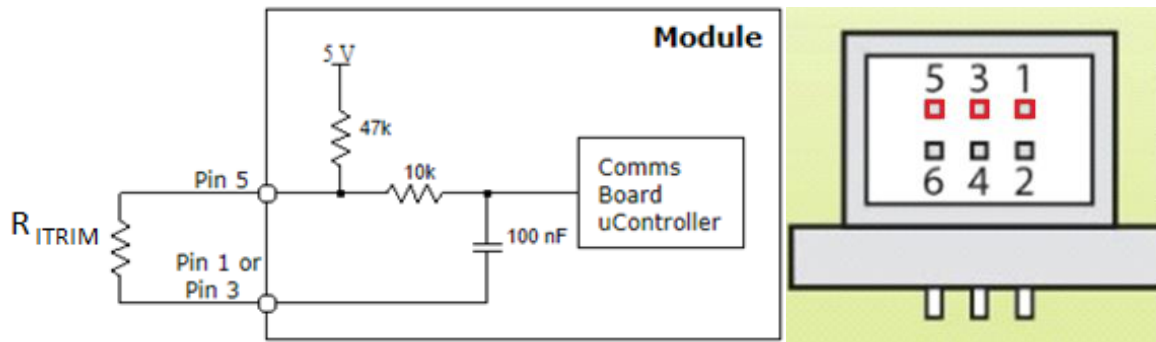 Module
5 V
47k
10k
Pin 5
Comms
Board
uController
R ITRIM
100 nF
Pin 1 or
Pin 3
5 3 1
6 4 2